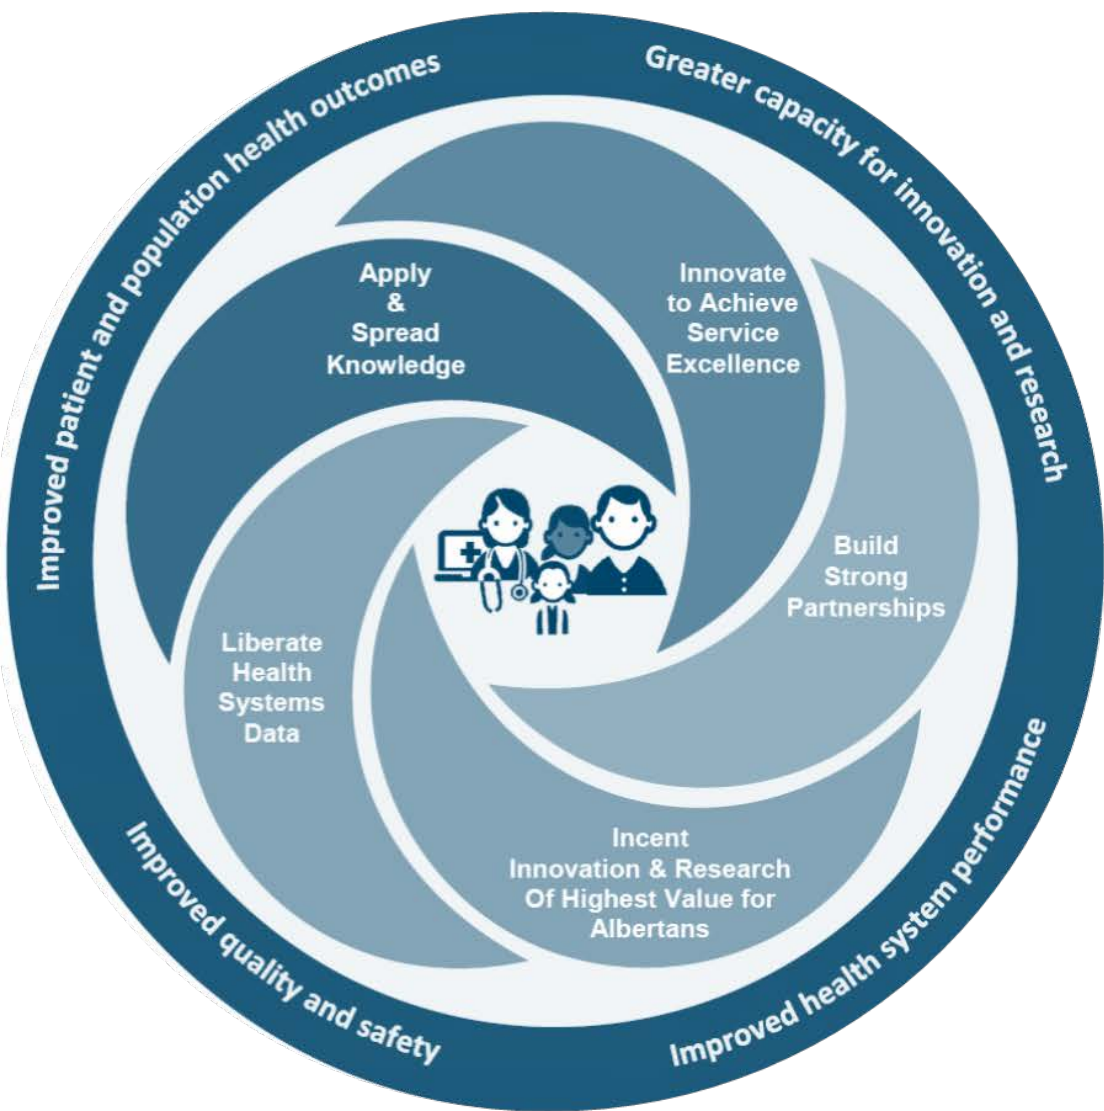 Improved patient and population health outcomes
Greater capacity for innovation and research
Improved health system performance
Improved quality and safety
Apply
&
Spread
Knowledge
Innovate
to Achieve
Service
Excellence
Build
Strong
Partnerships
Incent
Innovation & Research
Of Highest Value for
Albertans
Liberate
Health
Systems
Data